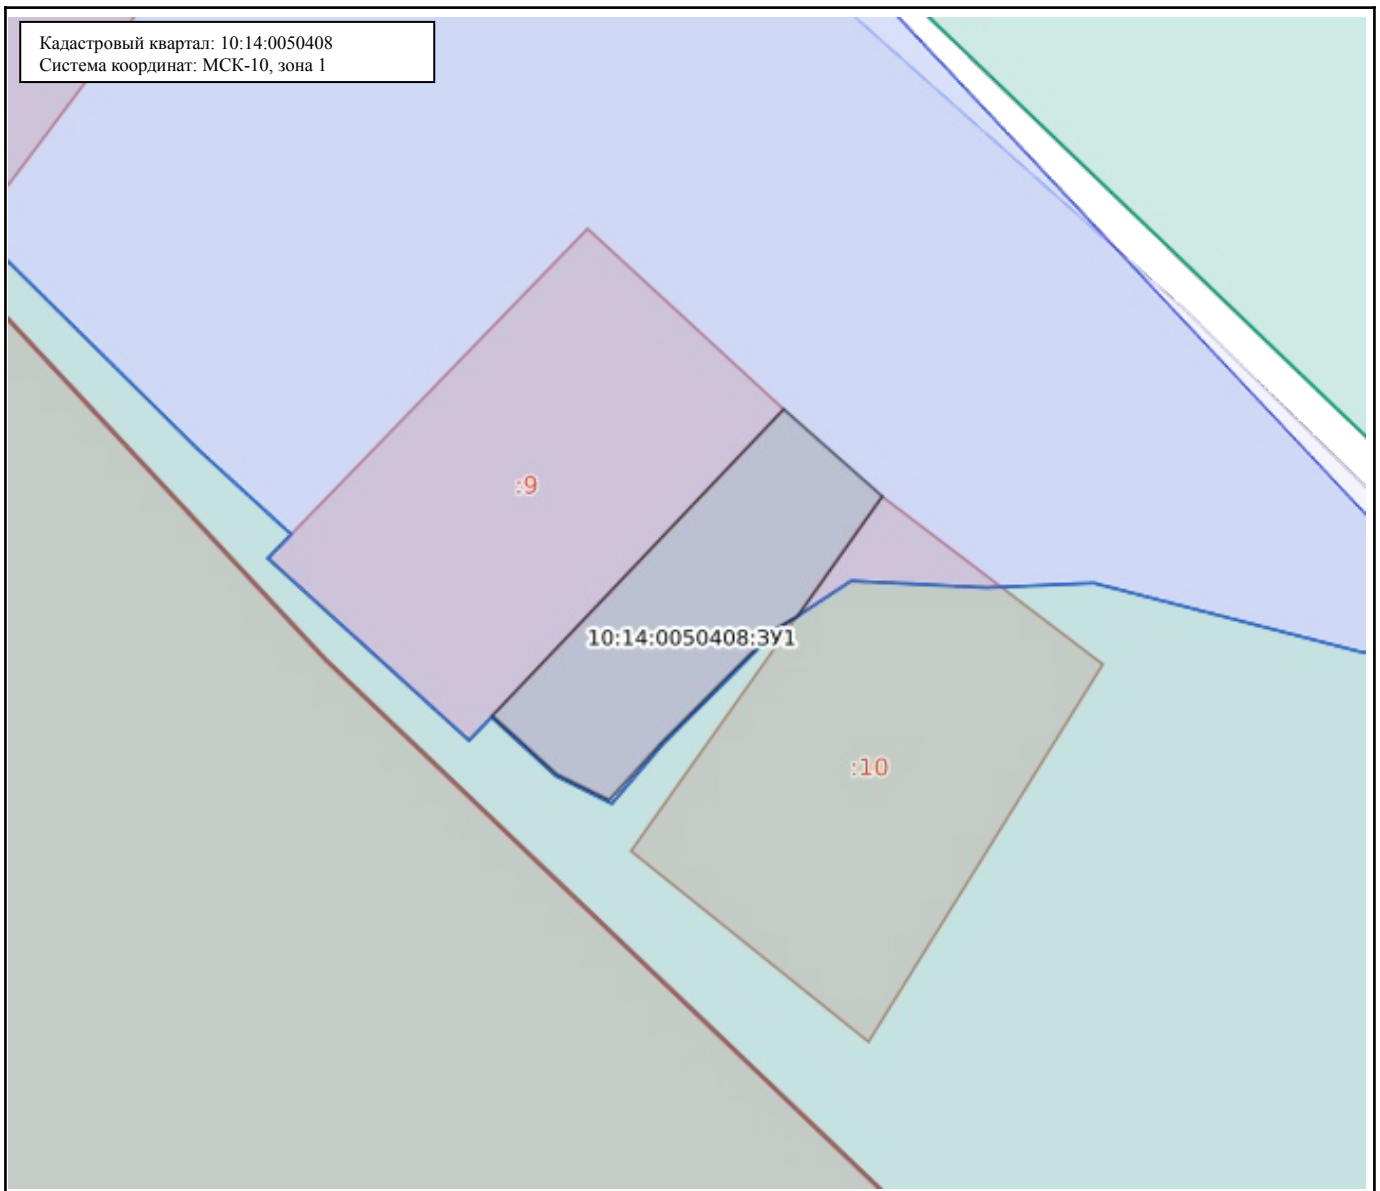 Кадастровый квартал: 10:14:0050408
Система координат: МСК-10, зона 1
:9
10:14:0050408:ЗУ1
:10